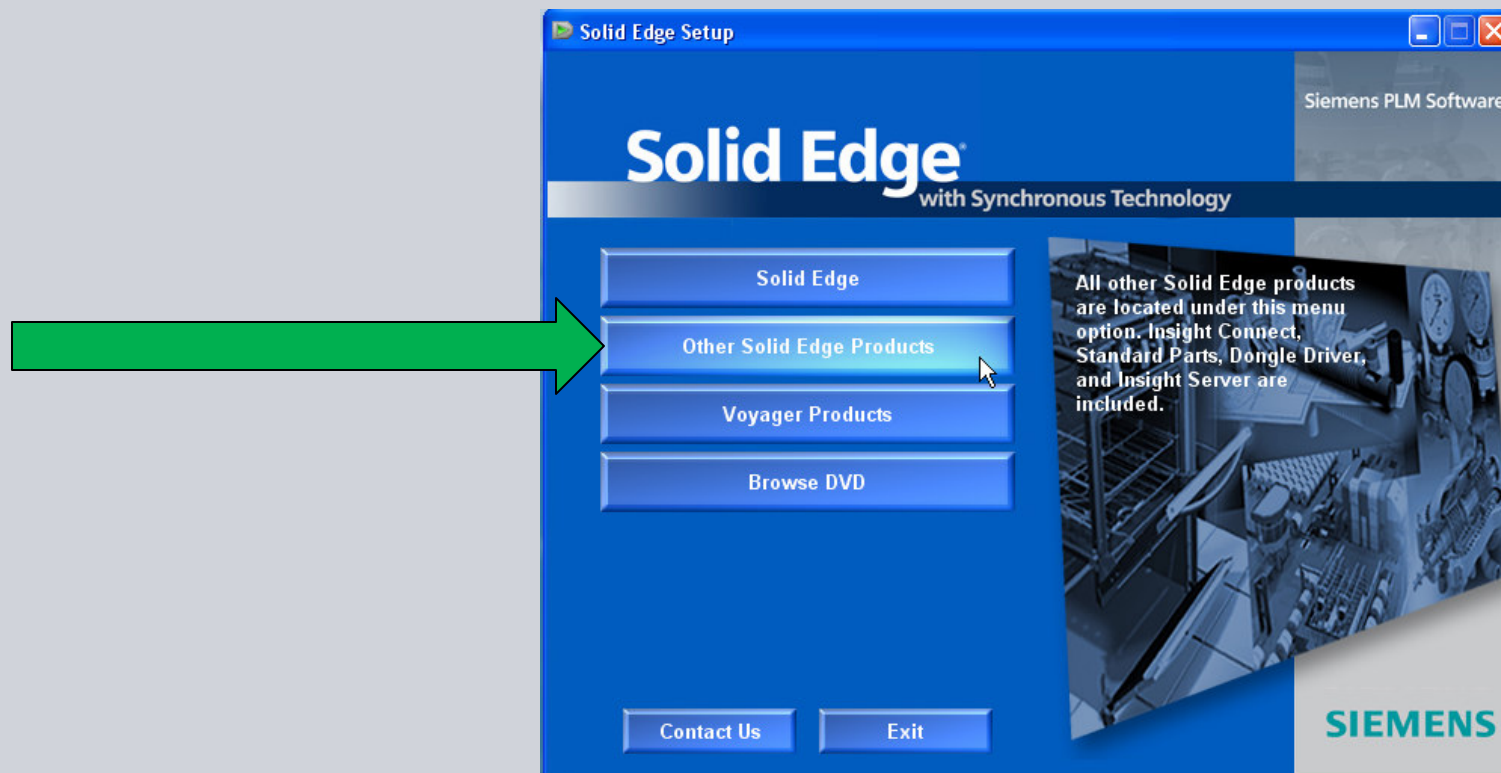 Solid Edge Setup
Siemens PLM Software
Solid Edge®
with Synchronous Technology
Solid Edge
Other Solid Edge Products
Voyager Products
Browse DVD
All other Solid Edge products
are located under this menu
option. Insight Connect,
Standard Parts, Dongle Driver,
and Insight Server are
included.
Contact Us
Exit
SIEMENS